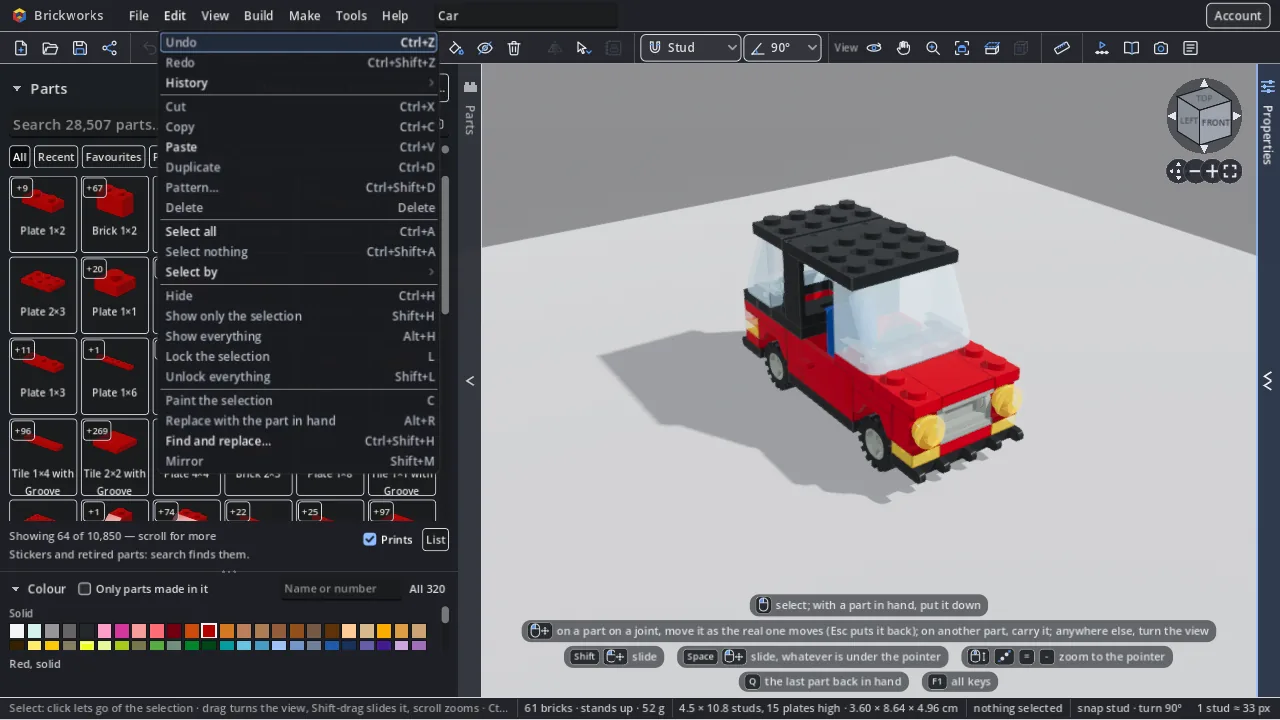 Brickworks File Edit View Build Make Tools Help Car Account
Stud 90° View
Undo Ctrl+Z
Redo Ctrl+Shift+Z
History
Cut Ctrl+X
Copy Ctrl+C
Paste Ctrl+V
Duplicate Ctrl+D
Pattern... Ctrl+Shift+D
Delete Delete
Select all Ctrl+A
Select nothing Ctrl+Shift+A
Select by
Hide Ctrl+H
Show only the selection Shift+H
Show everything Alt+H
Lock the selection L
Unlock everything Shift+L
Paint the selection C
Replace with the part in hand Alt+R
Find and replace... Ctrl+Shift+H
Mirror Shift+M
Parts
Search 28,507 parts..
All Recent Favourites
+9 +67
Plate 1×2 Brick 1×2
+20
Plate 2×3 Plate 1×1
+11 +1
Plate 1×3 Plate 1×6
+96 +269
Tile 1×4 with Groove Tile 2×2 with Groove Groove
+1 +74 +22 +25 +97
Showing 64 of 10,850 — scroll for more
Stickers and retired parts: search finds them.
Prints List
Colour Only parts made in it Name or number All 320
Solid
Red, solid
Parts
TOP
LEFT FRONT
Properties
select; with a part in hand, put it down
on a part on a joint, move it as the real one moves (Esc puts it back); on another part, carry it; anywhere else, turn the view
Shift slide Space slide, whatever is under the pointer = - zoom to the pointer
Q the last part back in hand F1 all keys
Select: click lets go of the selection · drag turns the view, Shift-drag slides it, scroll zooms · Ct... 61 bricks · stands up · 52 g 4.5 × 10.8 studs, 15 plates high · 3.60 × 8.64 × 4.96 cm nothing selected snap stud · turn 90° 1 stud ≈ 33 px